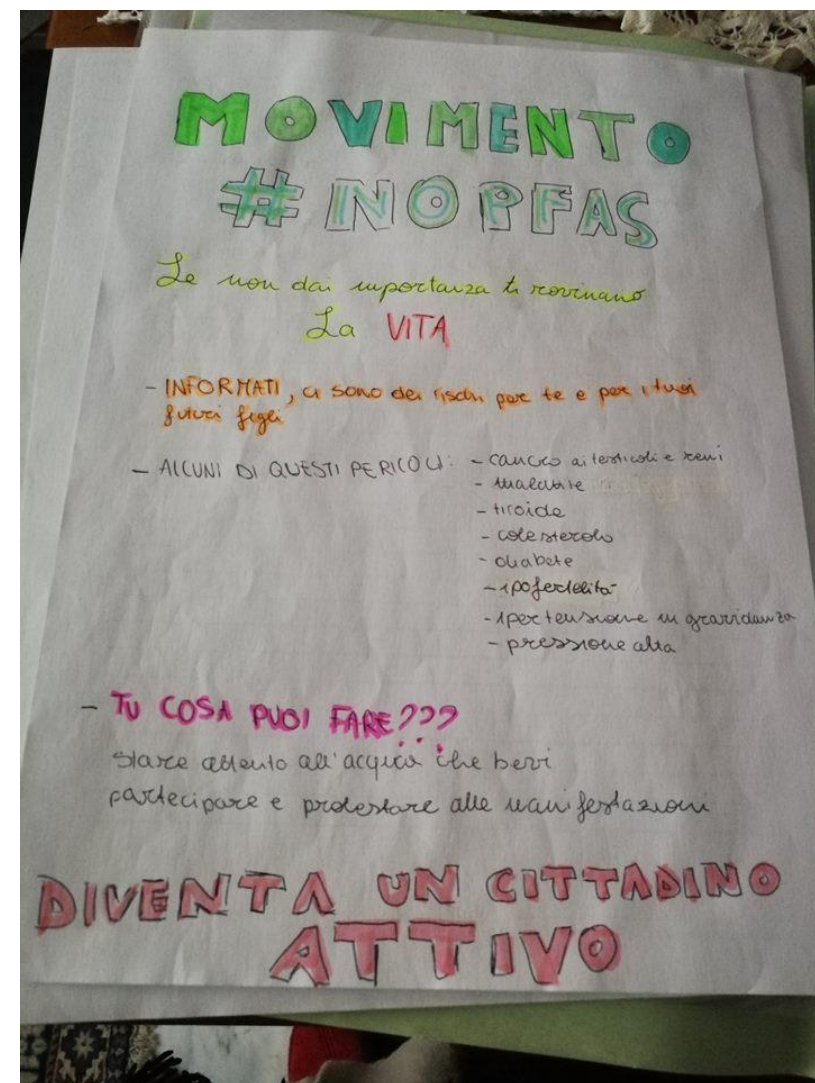 MOVIMENTO
# NOPFAS
Se non dai importanza ti rovinano
La VITA
- INFORMATI, ci sono dei rischi per te e per i tuoi
futuri figli
- ALCUNI DI QUESTI PERICOLI: - cancro ai testicoli e reni
- malattie
- tiroide
- colesterolo
- diabete
- ipofertilità
- ipertensione in gravidanza
- pressione alta
- TU COSA PUOI FARE???
Stare attento all'acqua che bevi
partecipare e protestare alle manifestazioni
DIVENTA UN CITTADINO
ATTIVO